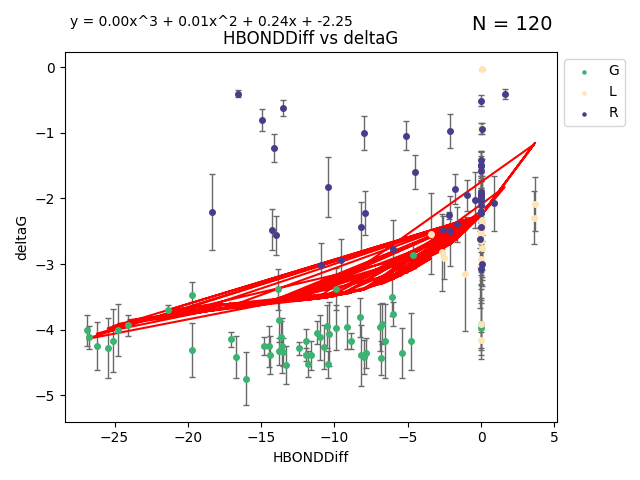 y = 0.00x^3 + 0.01x^2 + 0.24x + -2.25
N = 120
HBONDDiff vs deltaG
G
L
R
deltaG
0
−1
−2
−3
−4
−5
−25
−20
−15
−10
−5
0
5
HBONDDiff